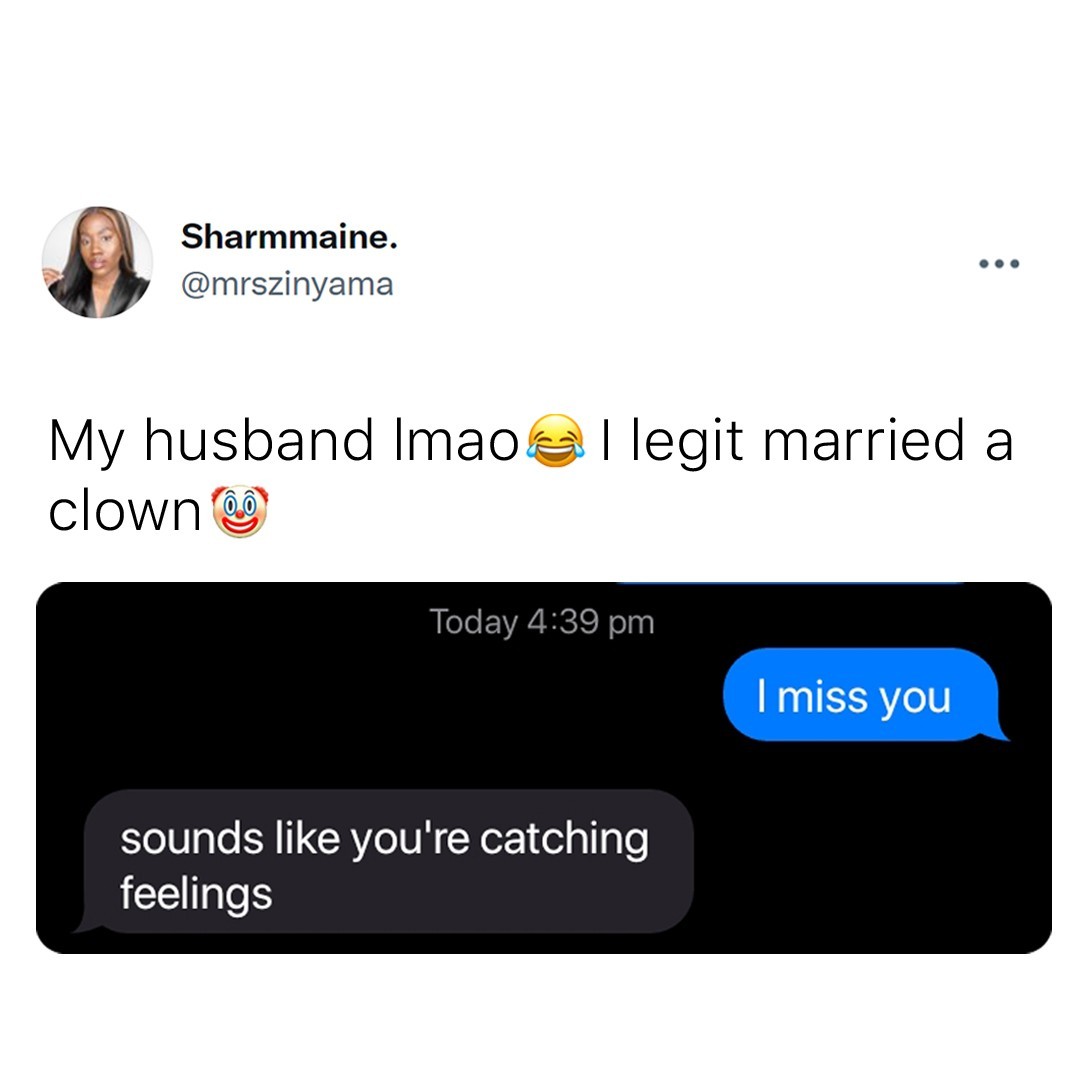 Sharmmaine.
@mrszinyama
My husband lmao😂 I legit married a
clown🤡
Today 4:39 pm
I miss you
sounds like you're catching
feelings